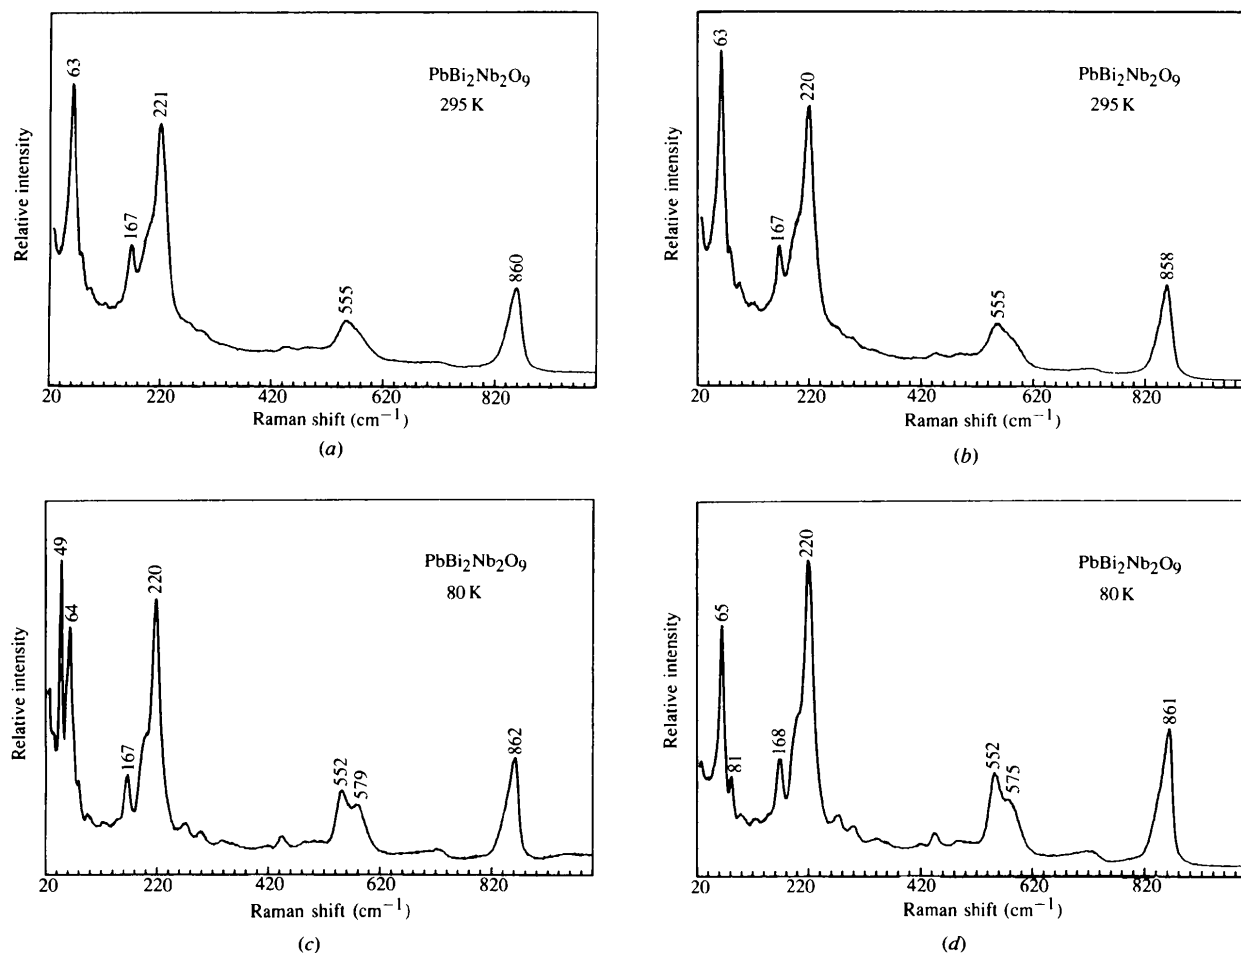 63
167
221
555
860
PbBi₂Nb₂O₉
295 K
Relative intensity
20 220 420 620 820
Raman shift (cm⁻¹)
(a)
63
167
220
555
858
PbBi₂Nb₂O₉
295 K
Relative intensity
20 220 420 620 820
Raman shift (cm⁻¹)
(b)
49
64
167
220
552
579
862
PbBi₂Nb₂O₉
80 K
Relative intensity
20 220 420 620 820
Raman shift (cm⁻¹)
(c)
65
81
168
220
552
575
861
PbBi₂Nb₂O₉
80 K
Relative intensity
20 220 420 620 820
Raman shift (cm⁻¹)
(d)